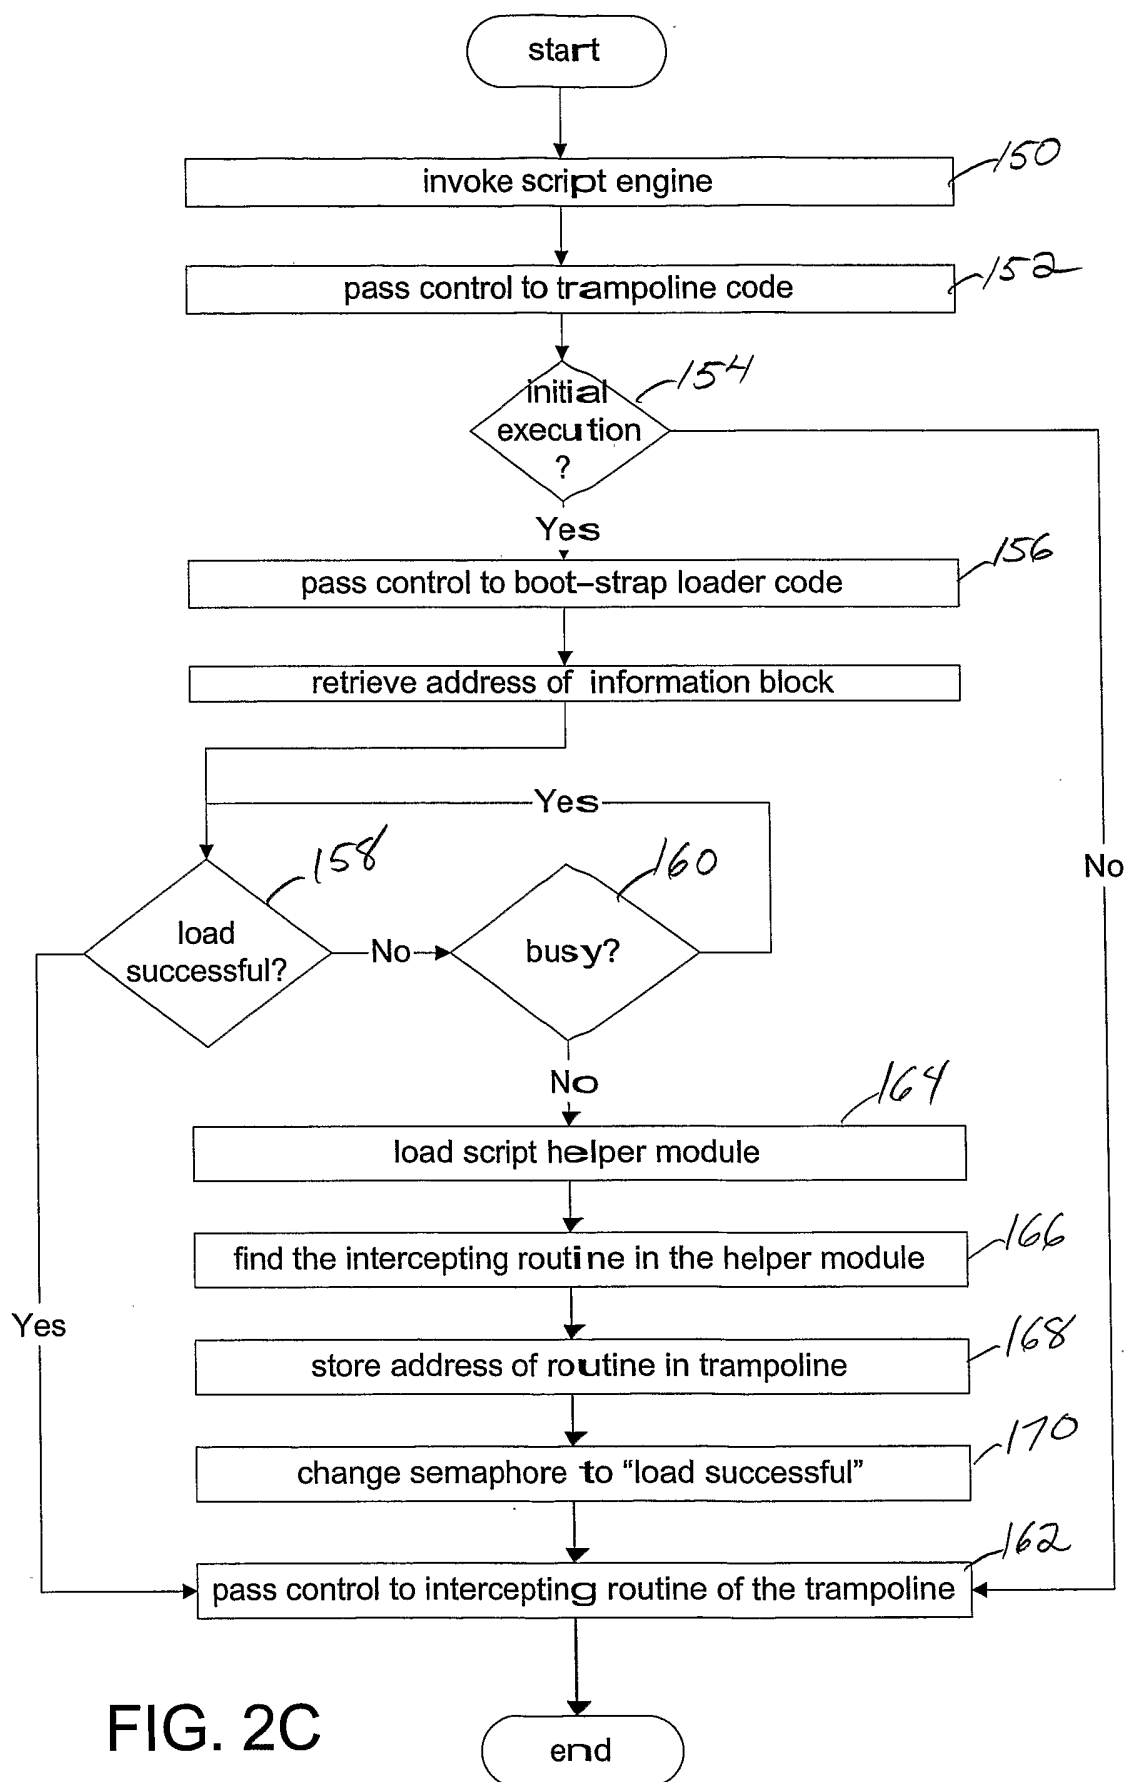 start
150
invoke script engine
152
pass control to trampoline code
154
initial
execution
?
Yes
156
pass control to boot-strap loader code
retrieve address of information block
Yes
158
160
No
load
successful?
No
busy?
No
164
load script helper module
166
find the intercepting routine in the helper module
Yes
168
store address of routine in trampoline
170
change semaphore to “load successful”
162
pass control to intercepting routine of the trampoline
FIG. 2C
end